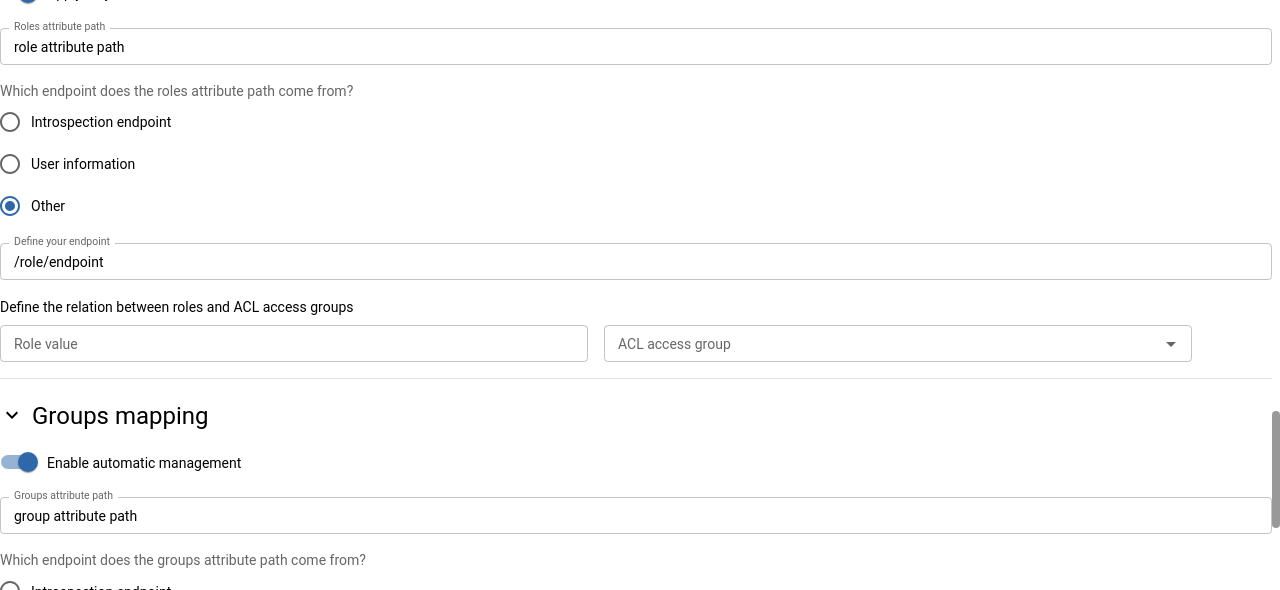 Roles attribute path
role attribute path
Which endpoint does the roles attribute path come from?
Introspection endpoint
User information
Other
Define your endpoint
/role/endpoint
Define the relation between roles and ACL access groups
Role value
ACL access group
Groups mapping
Enable automatic management
Groups attribute path
group attribute path
Which endpoint does the groups attribute path come from?
Introspection endpoint